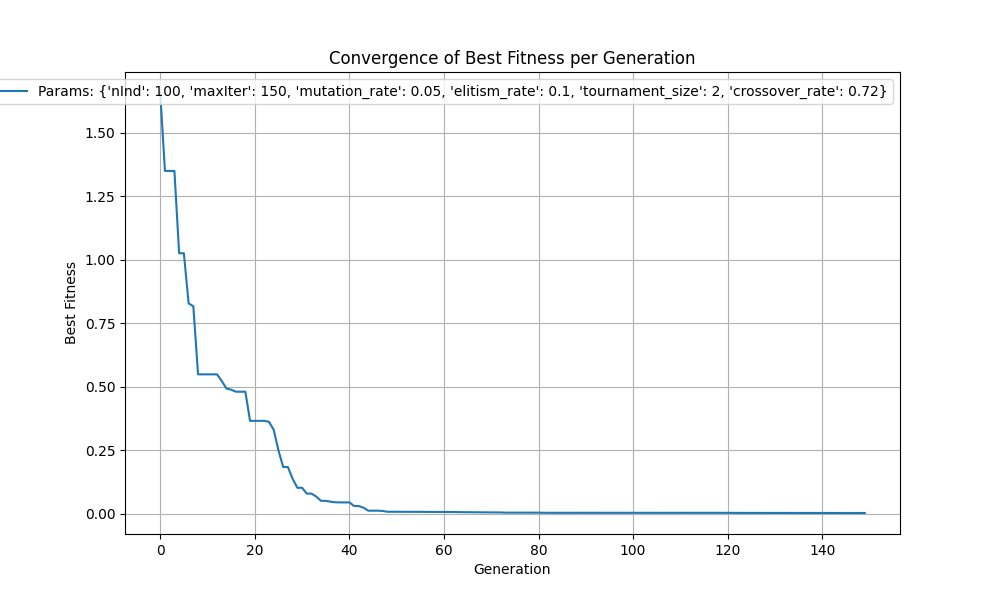 Convergence of Best Fitness per Generation
Params: {'nInd': 100, 'maxIter': 150, 'mutation_rate': 0.05, 'elitism_rate': 0.1, 'tournament_size': 2, 'crossover_rate': 0.72}
1.50
1.25
1.00
0.75
0.50
0.25
0.00
Best Fitness
0 20 40 60 80 100 120 140
Generation